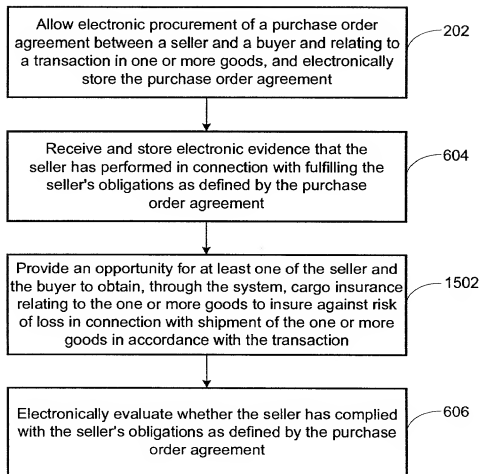 Allow electronic procurement of a purchase order
agreement between a seller and a buyer and relating to
a transaction in one or more goods, and electronically
store the purchase order agreement
202
Receive and store electronic evidence that the
seller has performed in connection with fulfilling the
seller's obligations as defined by the purchase
order agreement
604
Provide an opportunity for at least one of the seller and
the buyer to obtain, through the system, cargo insurance
relating to the one or more goods to insure against risk
of loss in connection with shipment of the one or more
goods in accordance with the transaction
1502
Electronically evaluate whether the seller has complied
with the seller's obligations as defined by the purchase
order agreement
606